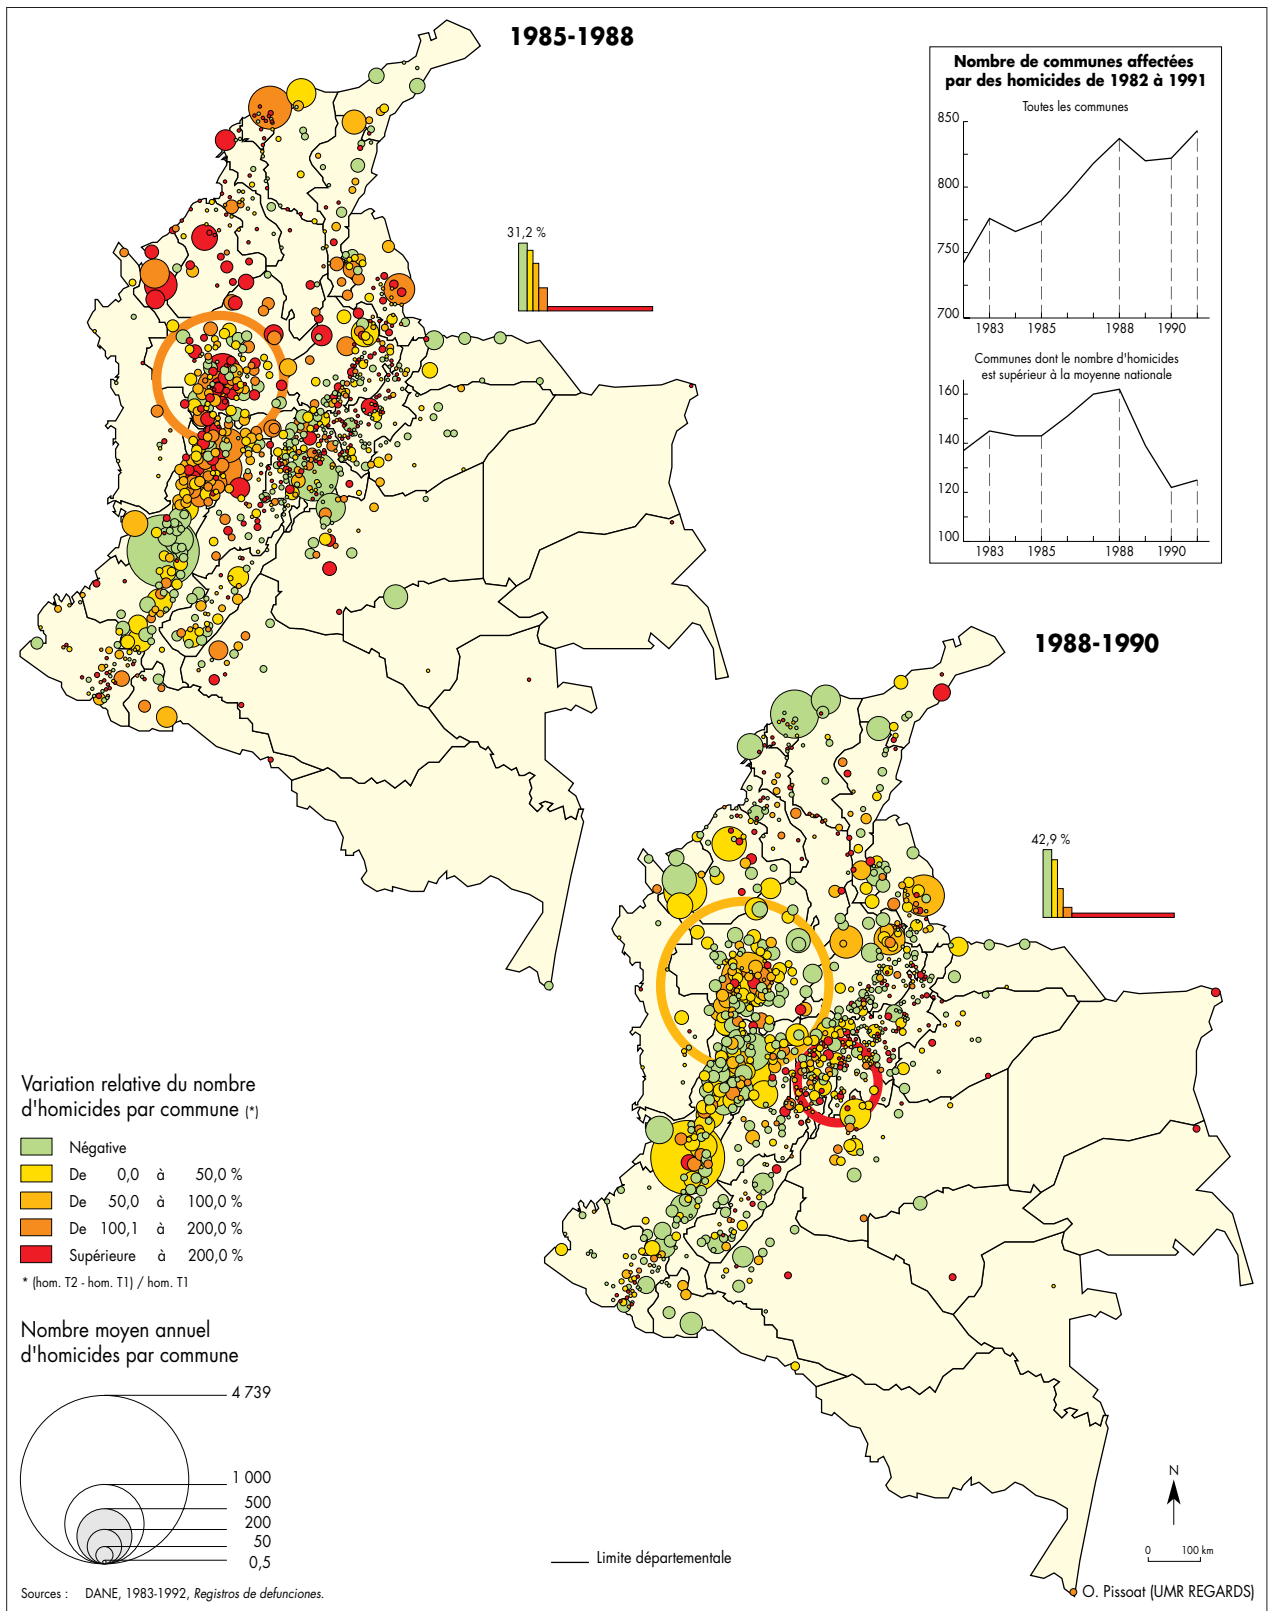 1985-1988
Nombre de communes affectées
par des homicides de 1982 à 1991
Toutes les communes
850
800
750
700
1983 1985 1988 1990
Communes dont le nombre d'homicides
est supérieur à la moyenne nationale
160
140
120
100
1983 1985 1988 1990
31,2 %
1988-1990
42,9 %
Variation relative du nombre
d'homicides par commune (*)
Négative
De 0,0 à 50,0 %
De 50,0 à 100,0 %
De 100,1 à 200,0 %
Supérieure à 200,0 %
* (hom. T2 - hom. T1) / hom. T1
Nombre moyen annuel
d'homicides par commune
4 739
1 000
500
200
50
0,5
Limite départementale
N
0 100 km
Sources : DANE, 1983-1992, Registros de defunciones.
O. Pissoat (UMR REGARDS)